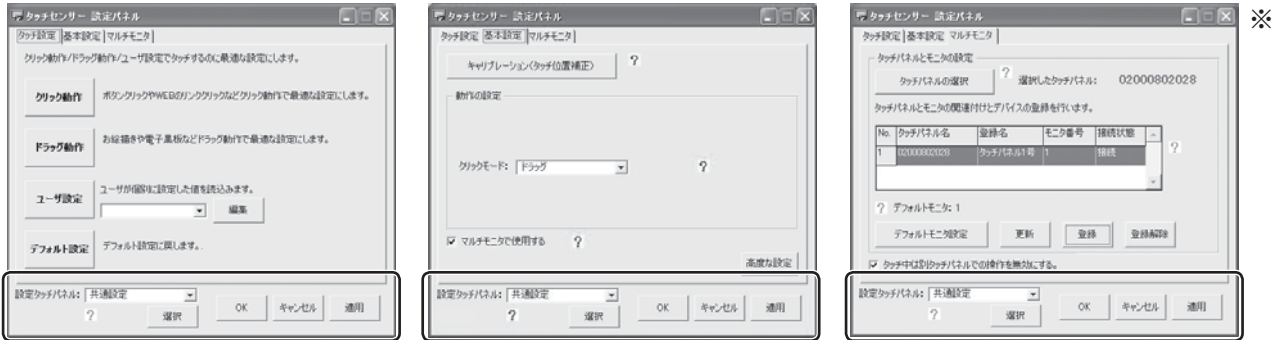 タッチセンサー 設定パネル
タッチ設定 基本設定 マルチモニタ
クリック動作/ドラッグ動作/ユーザ設定でタッチするのに最適な設定にします。
クリック動作 ボタンクリックやWEBのリンククリックなどクリック動作で最適な設定にします。
ドラッグ動作 お絵描きや電子黒板などドラッグ動作で最適な設定にします。
ユーザ設定 ユーザが個別に設定した値を読込みます。
編集
デフォルト設定 デフォルト設定に戻します。
設定タッチパネル: 共通設定
? 選択 OK キャンセル 適用
タッチセンサー 設定パネル
タッチ設定 基本設定 マルチモニタ
キャリブレーション(タッチ位置補正) ?
動作の設定
クリックモード: ドラッグ ?
マルチモニタで使用する ?
高度な設定
設定タッチパネル: 共通設定
? 選択 OK キャンセル 適用
タッチセンサー 設定パネル ※
タッチ設定 基本設定 マルチモニタ
タッチパネルとモニタの設定
タッチパネルの選択 ? 選択したタッチパネル: 02000802028
タッチパネルとモニタの関連付けとデバイスの登録を行います。
No. タッチパネル名 登録名 モニタ番号 接続状態
1 02000802028 タッチパネル1号 1 接続 ?
? デフォルトモニタ: 1
デフォルトモニタ設定 更新 登録 登録解除
タッチ中は別タッチパネルでの操作を無効にする。
設定タッチパネル: 共通設定
? 選択 OK キャンセル 適用